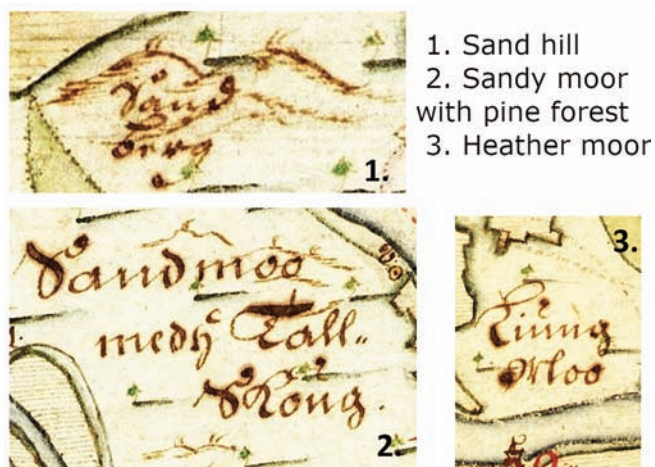 1. Sand hill
2. Sandy moor
with pine forest
3. Heather moor
Sand
berg
1.
Sandmoo
medh Tall=
Skoug.
2.
3.
Liung
Moo